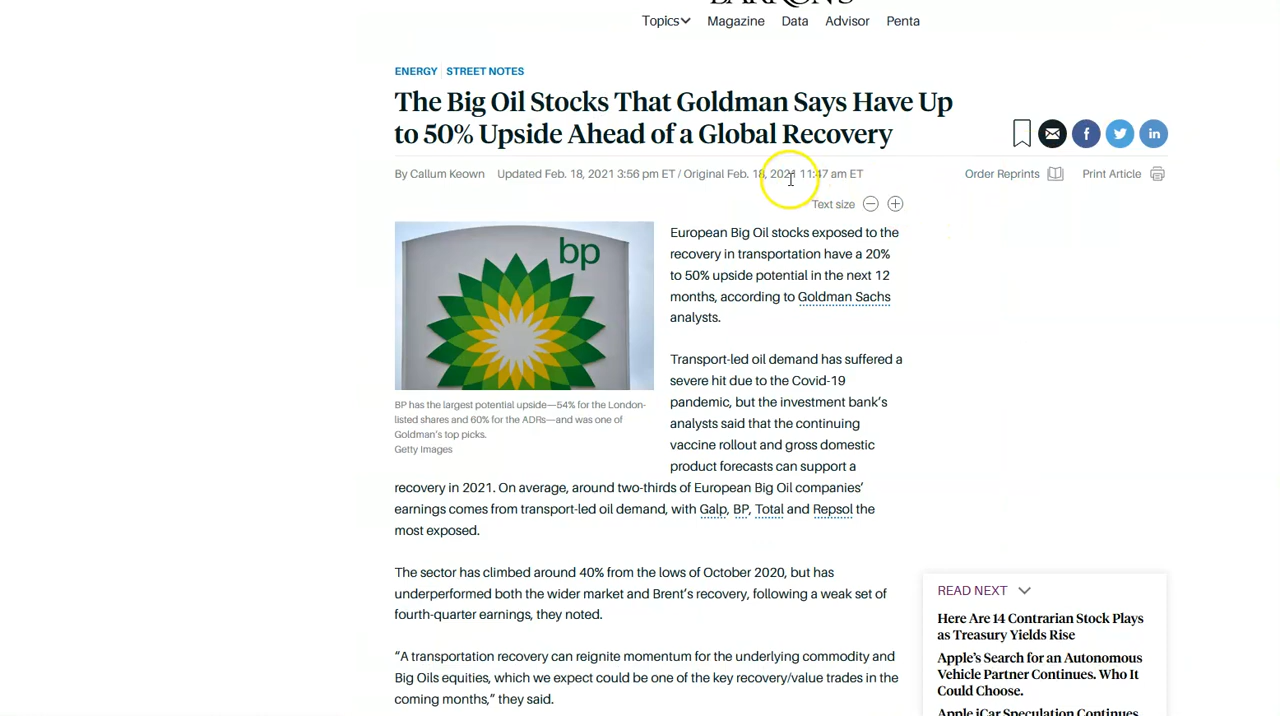 BARRON'S
Topics Magazine Data Advisor Penta
ENERGY STREET NOTES
The Big Oil Stocks That Goldman Says Have Up
to 50% Upside Ahead of a Global Recovery
By Callum Keown Updated Feb. 18, 2021 3:56 pm ET / Original Feb. 18, 2021 11:47 am ET
Order Reprints Print Article
Text size
bp
BP has the largest potential upside—54% for the London-
listed shares and 60% for the ADRs—and was one of
Goldman's top picks.
Getty Images
European Big Oil stocks exposed to the
recovery in transportation have a 20%
to 50% upside potential in the next 12
months, according to Goldman Sachs
analysts.
Transport-led oil demand has suffered a
severe hit due to the Covid-19
pandemic, but the investment bank's
analysts said that the continuing
vaccine rollout and gross domestic
product forecasts can support a
recovery in 2021. On average, around two-thirds of European Big Oil companies'
earnings comes from transport-led oil demand, with Galp, BP, Total and Repsol the
most exposed.
The sector has climbed around 40% from the lows of October 2020, but has
underperformed both the wider market and Brent's recovery, following a weak set of
fourth-quarter earnings, they noted.
“A transportation recovery can reignite momentum for the underlying commodity and
Big Oils equities, which we expect could be one of the key recovery/value trades in the
coming months,” they said.
READ NEXT
Here Are 14 Contrarian Stock Plays
as Treasury Yields Rise
Apple's Search for an Autonomous
Vehicle Partner Continues. Who It
Could Choose.
Apple iCar Speculation Continues